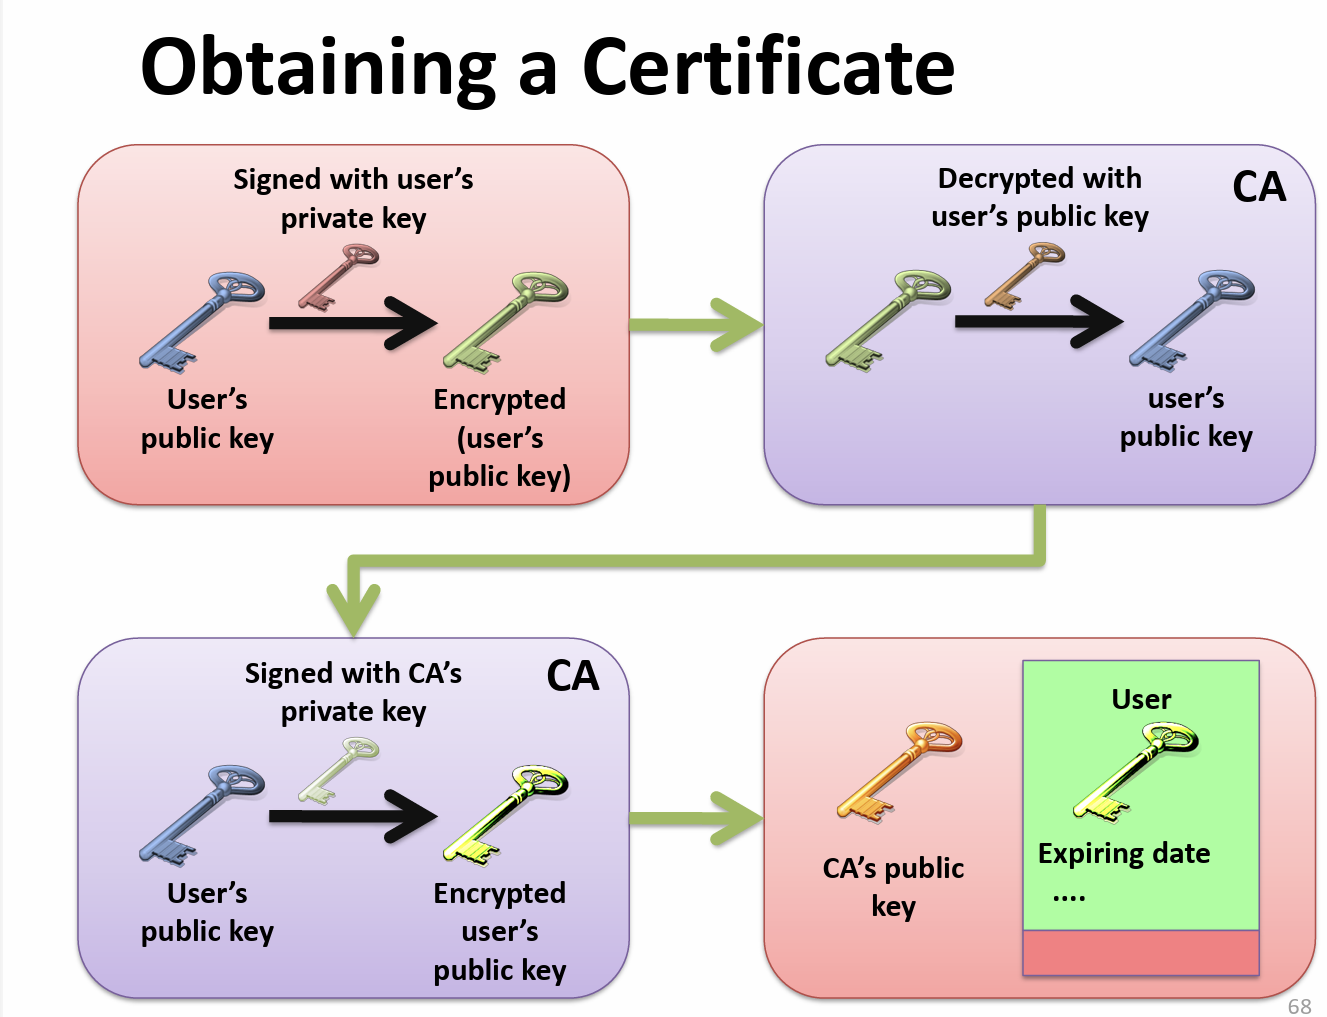 Obtaining a Certificate
Signed with user’s
private key
User’s
public key
Encrypted
(user’s
public key)
CA
Decrypted with
user’s public key
user’s
public key
CA
Signed with CA’s
private key
User’s
public key
Encrypted
user’s
public key
CA’s public
key
User
Expiring date
....
68